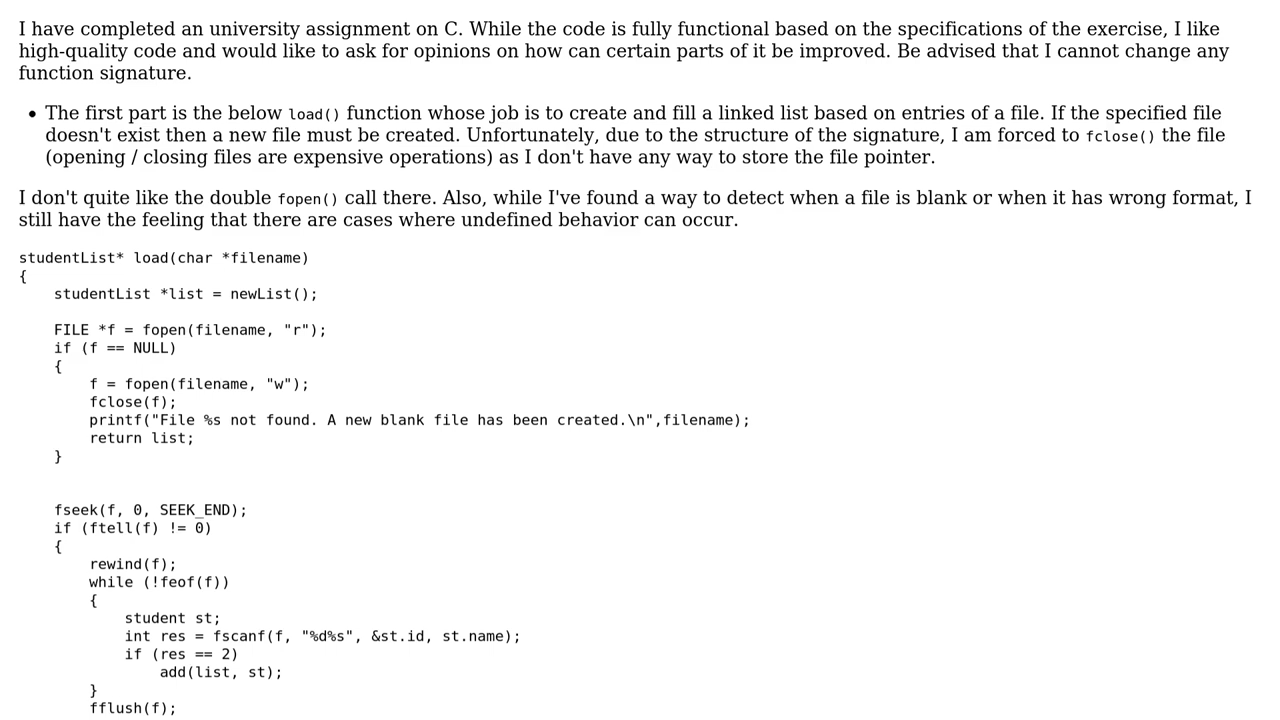 I have completed an university assignment on C. While the code is fully functional based on the specifications of the exercise, I like
high-quality code and would like to ask for opinions on how can certain parts of it be improved. Be advised that I cannot change any
function signature.
• The first part is the below load() function whose job is to create and fill a linked list based on entries of a file. If the specified file
doesn't exist then a new file must be created. Unfortunately, due to the structure of the signature, I am forced to fclose() the file
(opening / closing files are expensive operations) as I don't have any way to store the file pointer.
I don't quite like the double fopen() call there. Also, while I've found a way to detect when a file is blank or when it has wrong format, I
still have the feeling that there are cases where undefined behavior can occur.
studentList* load(char *filename)
{
    studentList *list = newList();

    FILE *f = fopen(filename, "r");
    if (f == NULL)
    {
        f = fopen(filename, "w");
        fclose(f);
        printf("File %s not found. A new blank file has been created.\n",filename);
        return list;
    }


    fseek(f, 0, SEEK_END);
    if (ftell(f) != 0)
    {
        rewind(f);
        while (!feof(f))
        {
            student st;
            int res = fscanf(f, "%d%s", &st.id, st.name);
            if (res == 2)
                add(list, st);
        }
        fflush(f);